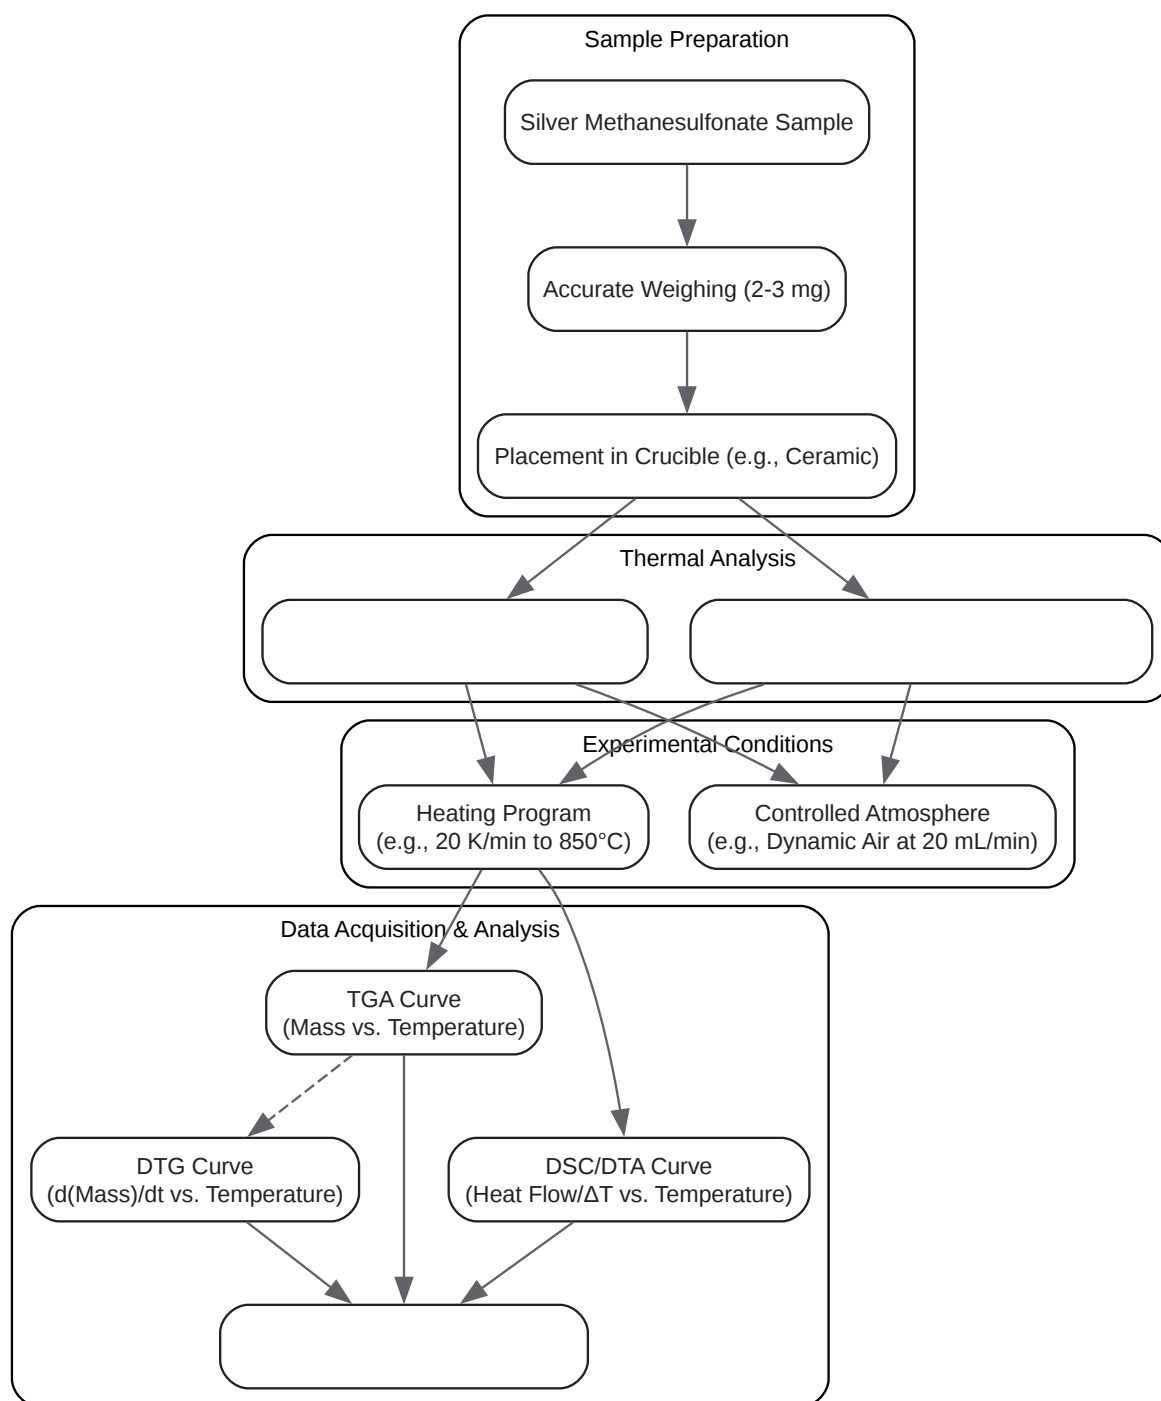 Sample Preparation
Silver Methanesulfonate Sample
Accurate Weighing (2-3 mg)
Placement in Crucible (e.g., Ceramic)
Thermal Analysis
Experimental Conditions
Heating Program
(e.g., 20 K/min to 850°C)
Controlled Atmosphere
(e.g., Dynamic Air at 20 mL/min)
Data Acquisition & Analysis
TGA Curve
(Mass vs. Temperature)
DTG Curve
(d(Mass)/dt vs. Temperature)
DSC/DTA Curve
(Heat Flow/ΔT vs. Temperature)